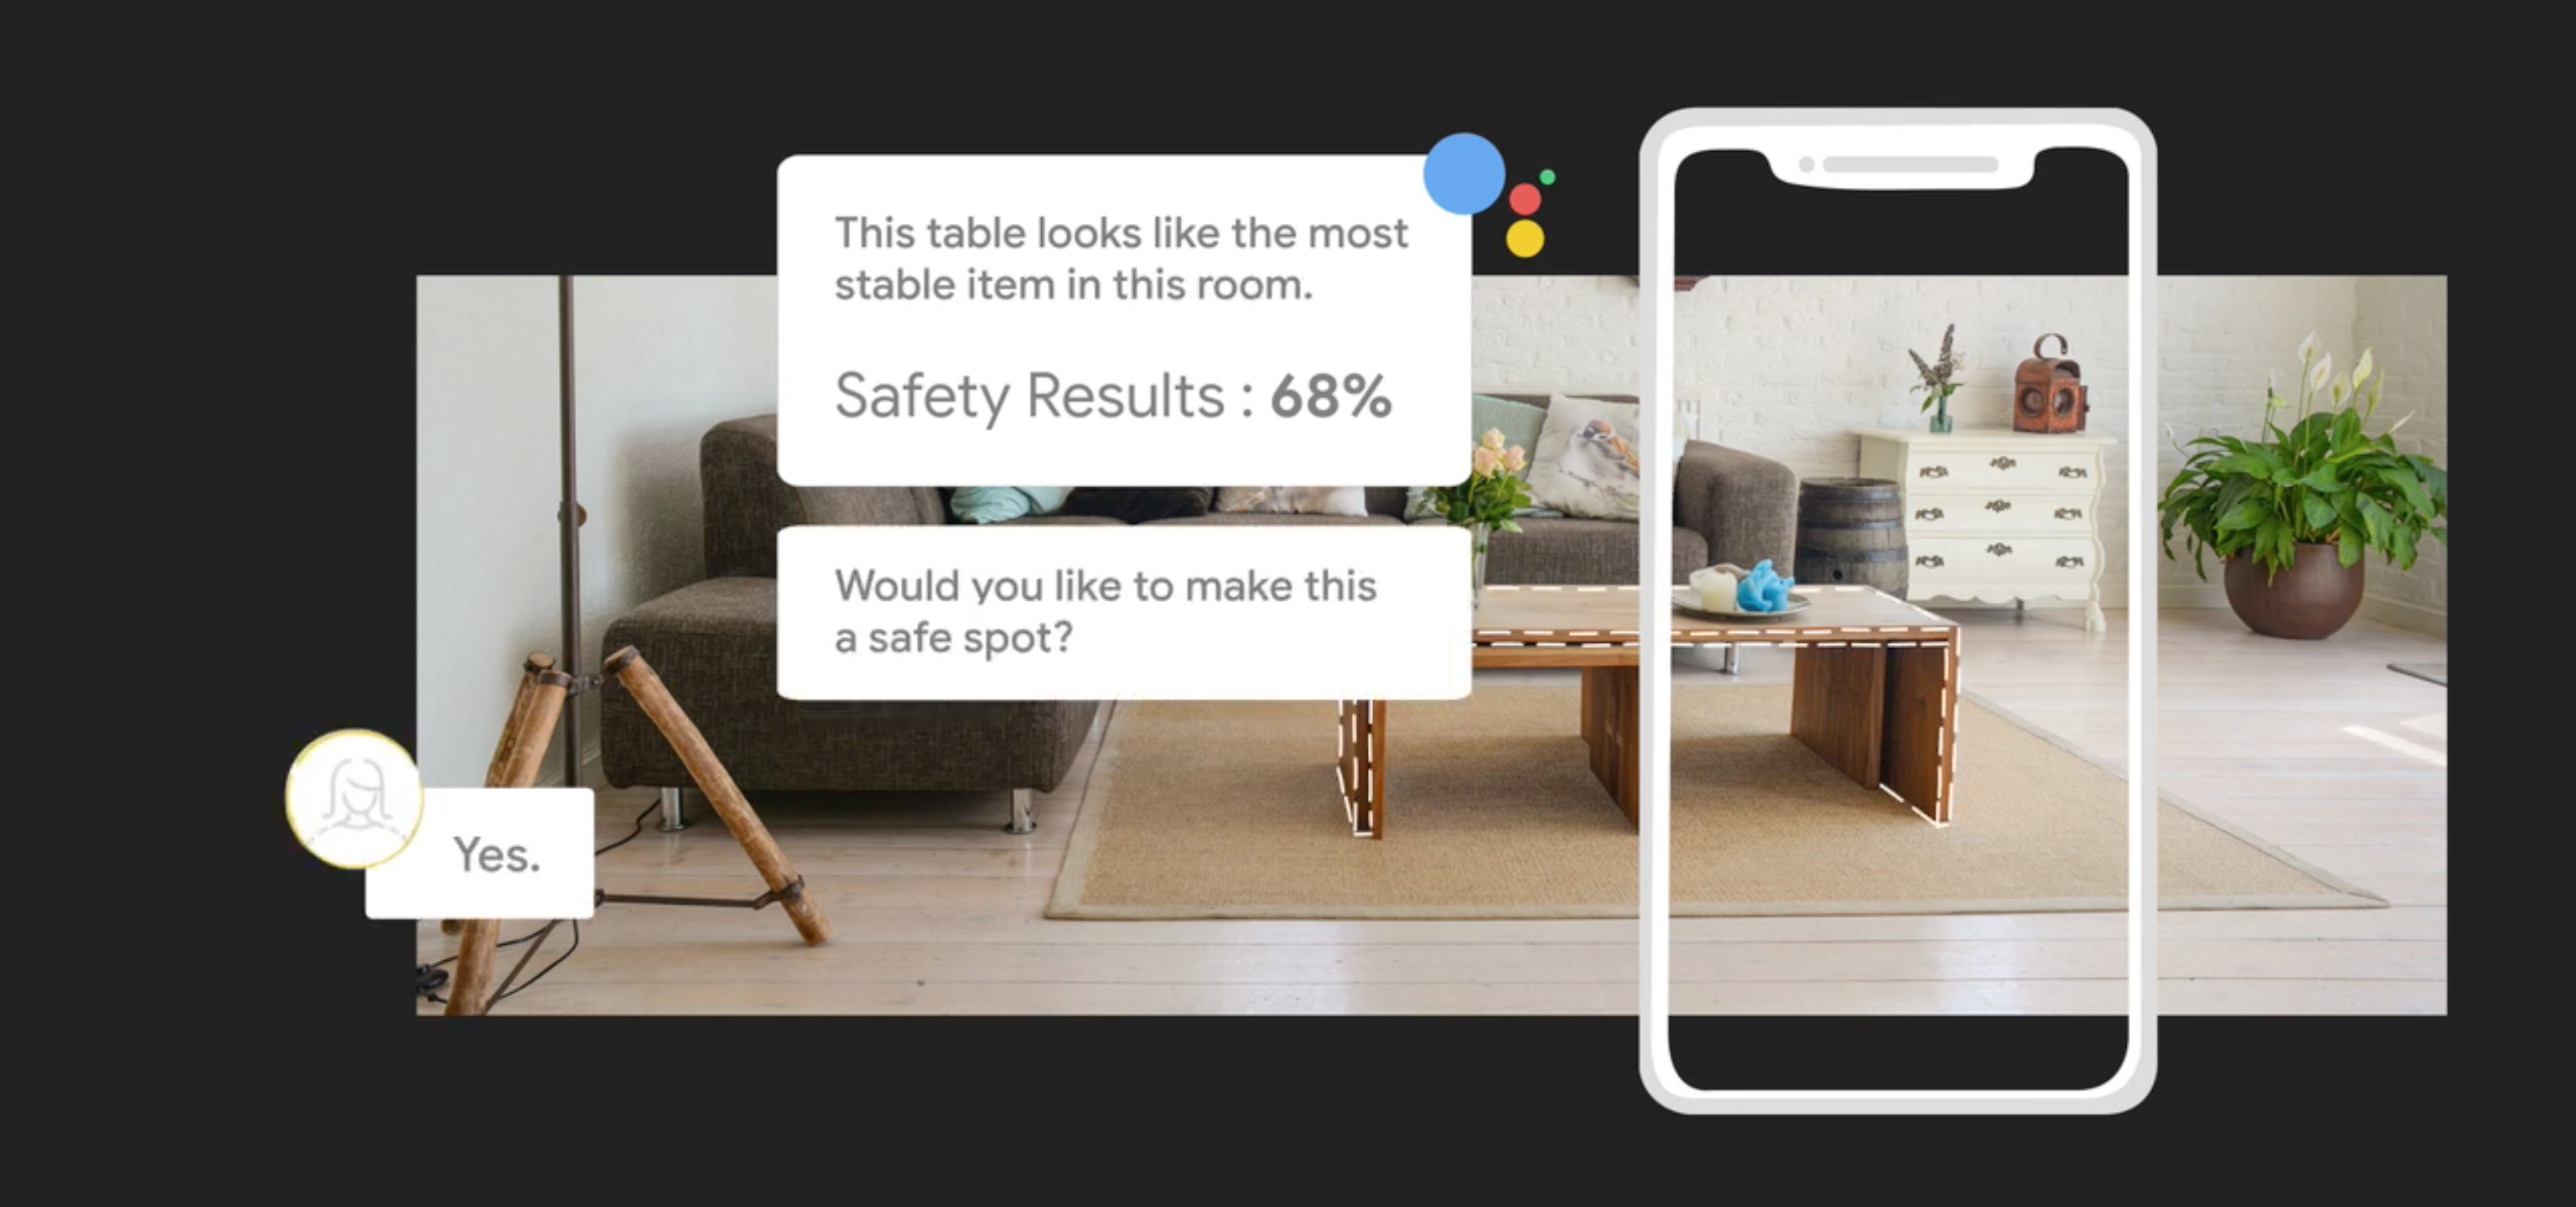 This table looks like the most
stable item in this room.
Safety Results : 68%
Would you like to make this
a safe spot?
Yes.